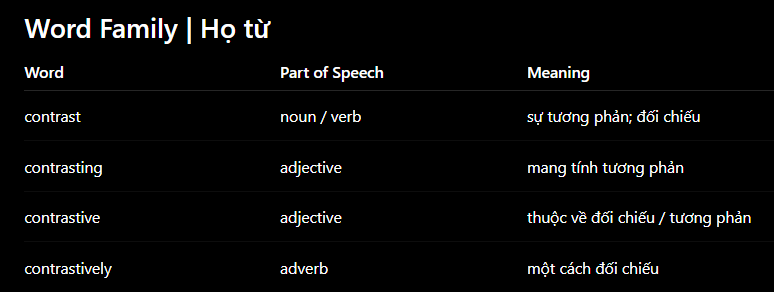 Word Family | Họ từ
Word Part of Speech Meaning
contrast noun / verb sự tương phản; đối chiếu
contrasting adjective mang tính tương phản
contrastive adjective thuộc về đối chiếu / tương phản
contrastively adverb một cách đối chiếu